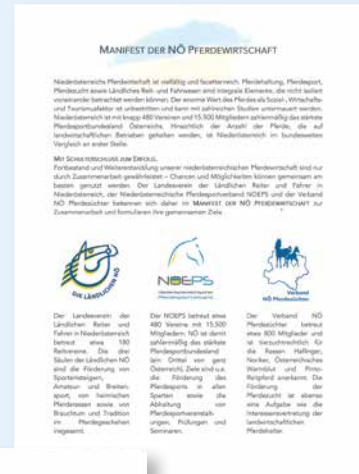 MANIFEST DER NÖ PFERDEWIRTSCHAFT
Niederösterreichs Pferdewirtschaft ist vielfältig und facettenreich. Pferdehaltung, Pferdesport,
Pferdezucht sowie Ländliches Reit- und Fahrwesen sind integrale Elemente, die nicht isoliert
voneinander betrachtet werden können. Der enorme Wert des Pferdes als Sozial-, Wirtschafts-
und Tourismusfaktor ist unbestritten und kann mit zahlreichen Studien untermauert werden.
Niederösterreich ist mit knapp 480 Vereinen und 15.500 Mitgliedern zahlenmäßig das stärkste
Pferdesportbundesland Österreichs. Hinsichtlich der Anzahl der Pferde, die auf
landwirtschaftlichen Betrieben gehalten werden, ist Niederösterreich im bundesweiten
Vergleich an erster Stelle.
MIT SCHULTERSCHLUSS ZUM ERFOLG.
Fortbestand und Weiterentwicklung unserer niederösterreichischen Pferdewirtschaft sind nur
durch Zusammenarbeit gewährleistet – Chancen und Möglichkeiten können gemeinsam am
besten genutzt werden. Der Landesverein der Ländlichen Reiter und Fahrer in
Niederösterreich, der Niederösterreichische Pferdesportverband NOEPS und der Verband
NÖ Pferdezüchter bekennen sich daher im MANIFEST DER NÖ PFERDEWIRTSCHAFT zur
Zusammenarbeit und formulieren ihre gemeinsamen Ziele.
DIE LÄNDLICHEN NÖ
NOEPS
Verband
NÖ Pferdezüchter
Der Landesverein der
Ländlichen Reiter und
Fahrer in Niederösterreich
betreut etwa 180
Reitvereine. Die drei
Säulen der Ländlichen NÖ
sind die Förderung von
Sporteinsteigern,
Amateur- und Breiten-
sport, von heimischen
Pferderassen sowie von
Brauchtum und Tradition
im Pferdegeschehen
insgesamt.
Der NOEPS betreut etwa
480 Vereine mit 15.500
Mitgliedern. NÖ ist damit
zahlenmäßig das stärkste
Pferdesportbundesland
(ein Drittel von ganz
Österreich). Ziele sind u.a.
die Förderung des
Pferdesports in allen
Sparten sowie die
Abhaltung von
Pferdesportveranstalt-
ungen, Prüfungen und
Seminaren.
Der Verband NÖ
Pferdezüchter betreut
etwa 800 Mitglieder und
ist zuchtverantwortlich für
die Rassen Haflinger,
Noriker, Österreichisches
Warmblut und Pinto-
Reitpferd anerkannt. Die
Förderung der
Pferdezucht ist ebenso
eine Aufgabe wie die
Interessensvertretung der
landwirtschaftlichen
Pferdehalter.